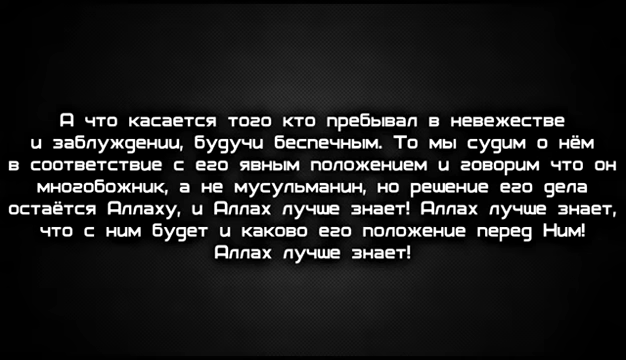 А что касается того кто пребывал в невежестве
и заблуждении, будучи беспечным. То мы судим о нём
в соответствие с его явным положением и говорим что он
многобожник, а не мусульманин, но решение его дела
остаётся Аллаху, и Аллах лучше знает! Аллах лучше знает,
что с ним будет и каково его положение перед Ним!
Аллах лучше знает!